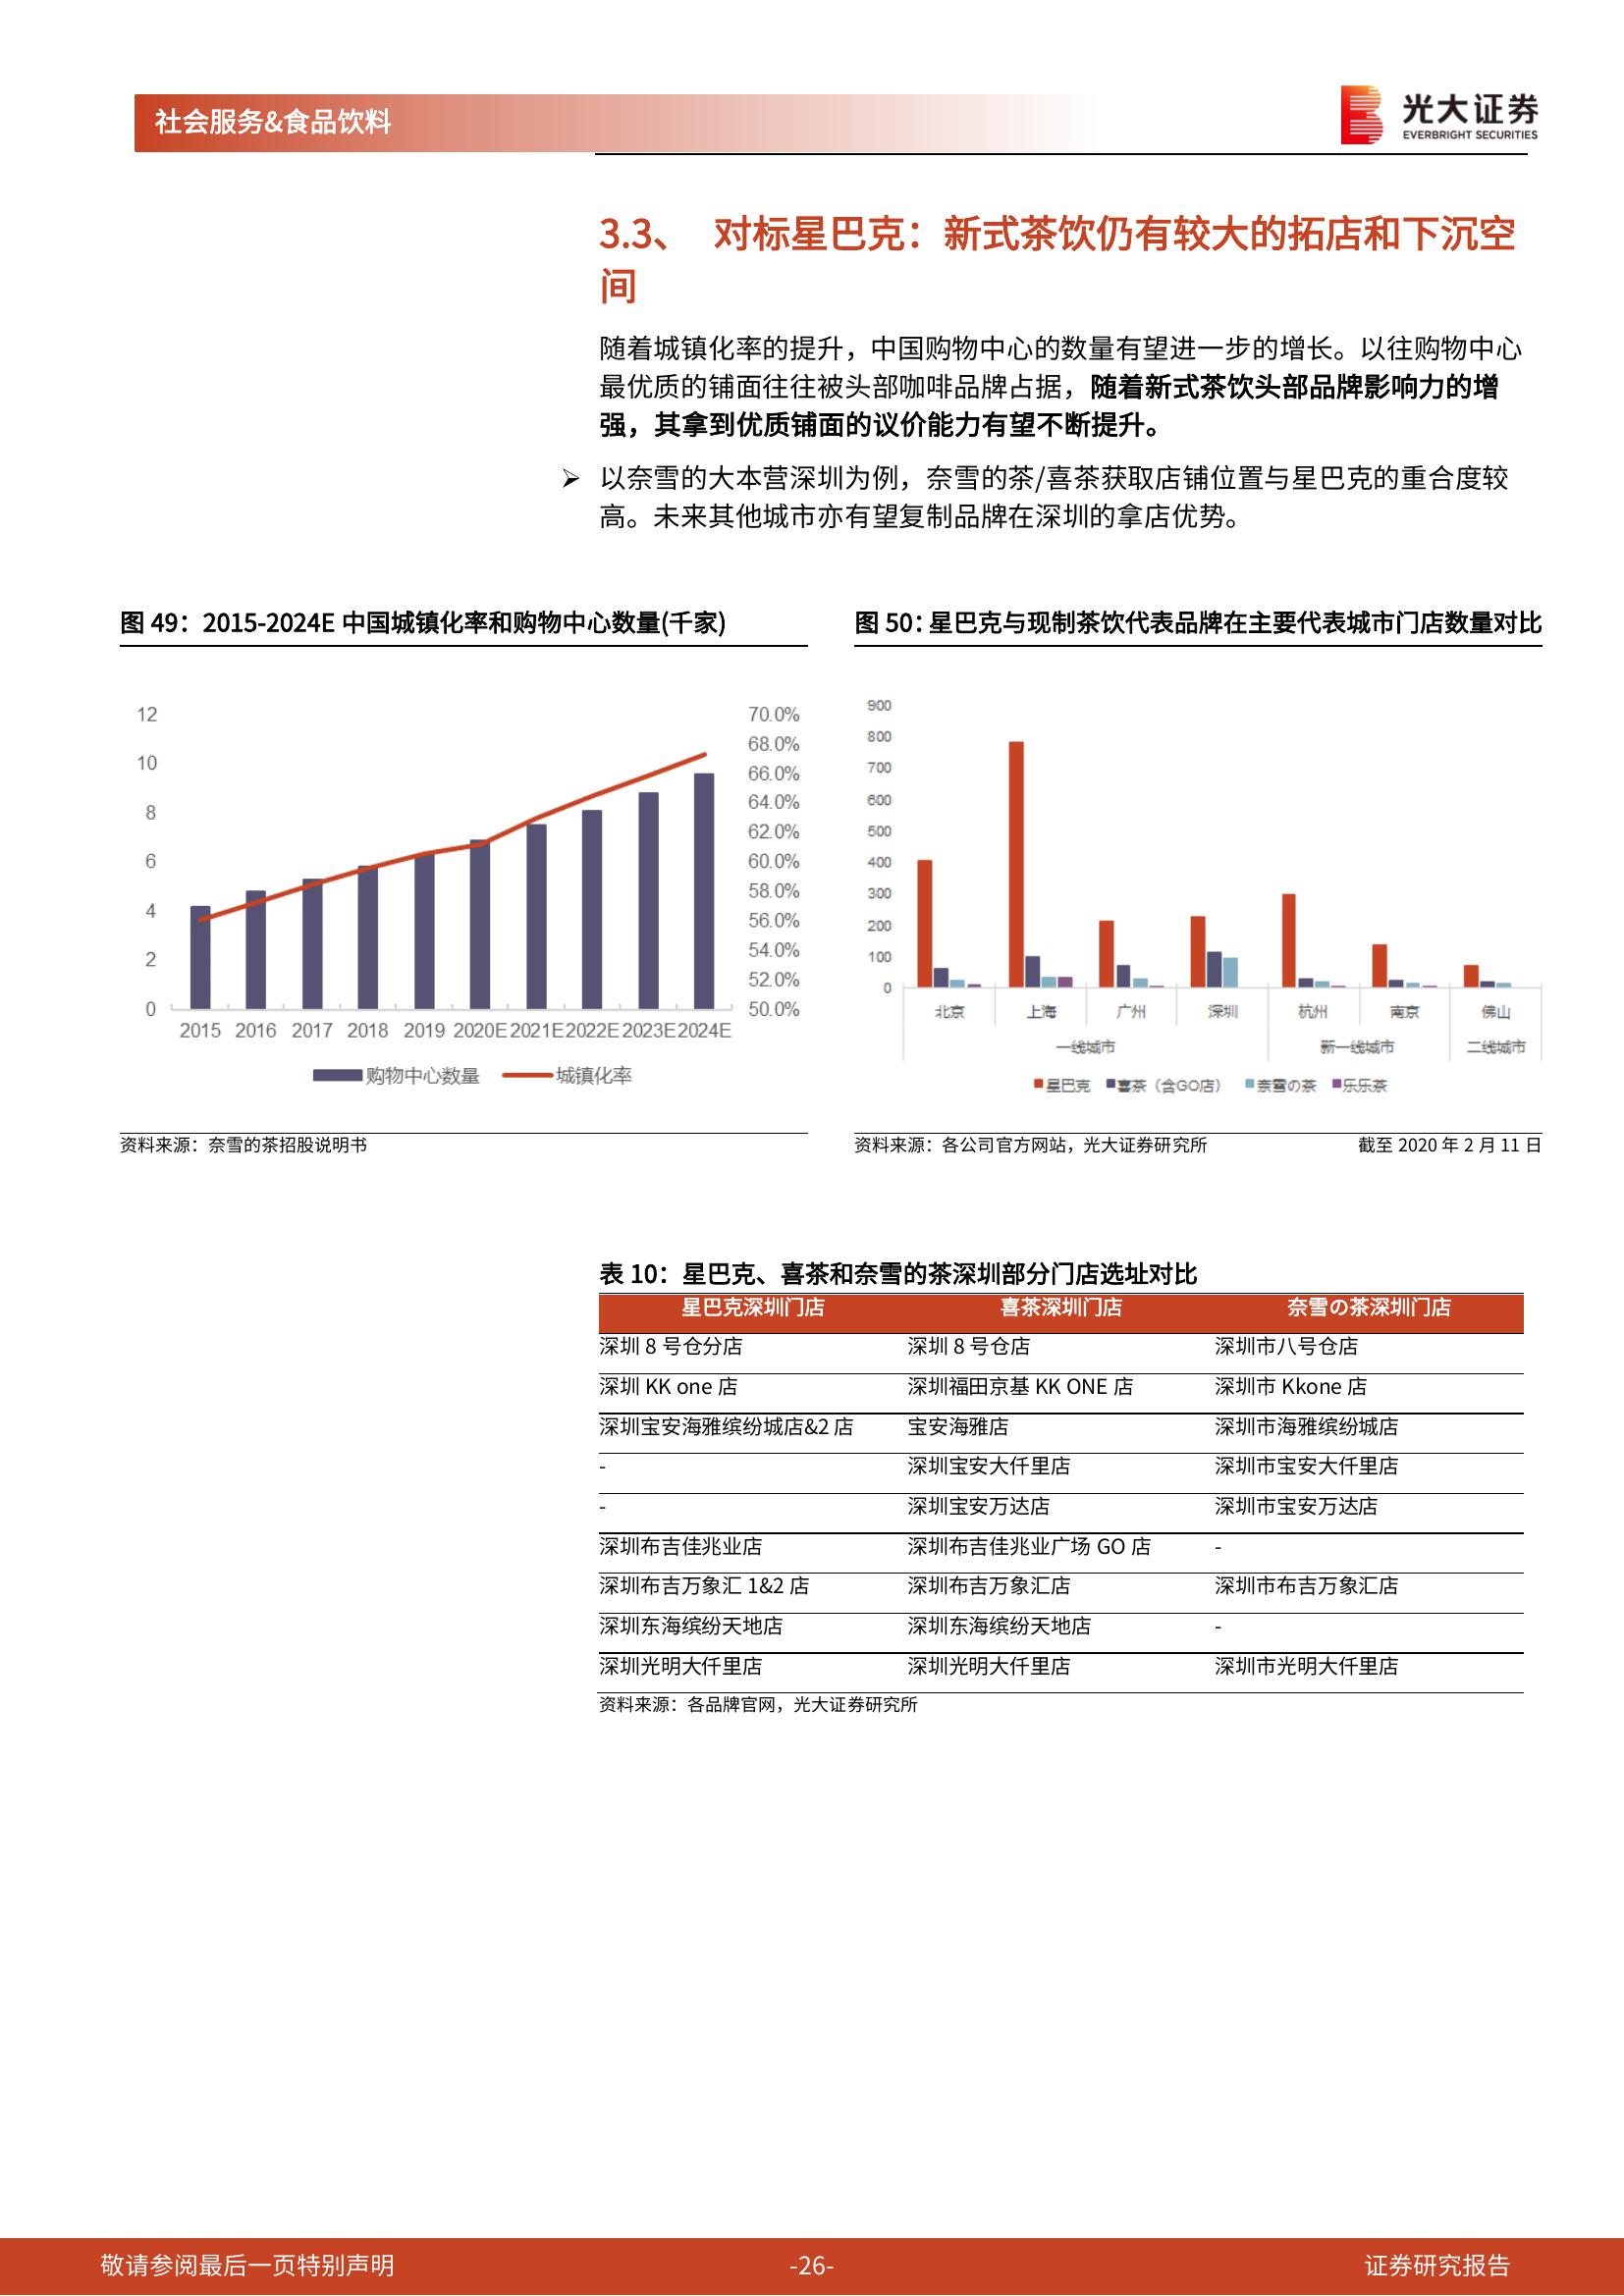 社会服务&食品饮料
光大证券
EVERBRIGHT SECURITIES
3.3、 对标星巴克：新式茶饮仍有较大的拓店和下沉空
间
随着城镇化率的提升，中国购物中心的数量有望进一步的增长。以往购物中心
最优质的铺面往往被头部咖啡品牌占据，随着新式茶饮头部品牌影响力的增
强，其拿到优质铺面的议价能力有望不断提升。
➢ 以奈雪的大本营深圳为例，奈雪的茶/喜茶获取店铺位置与星巴克的重合度较
高。未来其他城市亦有望复制品牌在深圳的拿店优势。
图 49：2015-2024E 中国城镇化率和购物中心数量(千家)
12
10
8
6
4
2
0
70.0%
68.0%
66.0%
64.0%
62.0%
60.0%
58.0%
56.0%
54.0%
52.0%
50.0%
2015 2016 2017 2018 2019 2020E 2021E 2022E 2023E 2024E
购物中心数量 城镇化率
资料来源：奈雪的茶招股说明书
图 50：星巴克与现制茶饮代表品牌在主要代表城市门店数量对比
900
800
700
600
500
400
300
200
100
0
北京 上海 广州 深圳 杭州 南京 佛山
一线城市 新一线城市 二线城市
星巴克 喜茶（含GO店） 奈雪の茶 乐乐茶
资料来源：各公司官方网站，光大证券研究所 截至 2020 年 2 月 11 日
表 10：星巴克、喜茶和奈雪的茶深圳部分门店选址对比
星巴克深圳门店 喜茶深圳门店 奈雪の茶深圳门店
深圳 8 号仓分店 深圳 8 号仓店 深圳市八号仓店
深圳 KK one 店 深圳福田京基 KK ONE 店 深圳市 Kkone 店
深圳宝安海雅缤纷城店&2 店 宝安海雅店 深圳市海雅缤纷城店
- 深圳宝安大仟里店 深圳市宝安大仟里店
- 深圳宝安万达店 深圳市宝安万达店
深圳布吉佳兆业店 深圳布吉佳兆业广场 GO 店 -
深圳布吉万象汇 1&2 店 深圳布吉万象汇店 深圳市布吉万象汇店
深圳东海缤纷天地店 深圳东海缤纷天地店 -
深圳光明大仟里店 深圳光明大仟里店 深圳市光明大仟里店
资料来源：各品牌官网，光大证券研究所
敬请参阅最后一页特别声明 -26- 证券研究报告